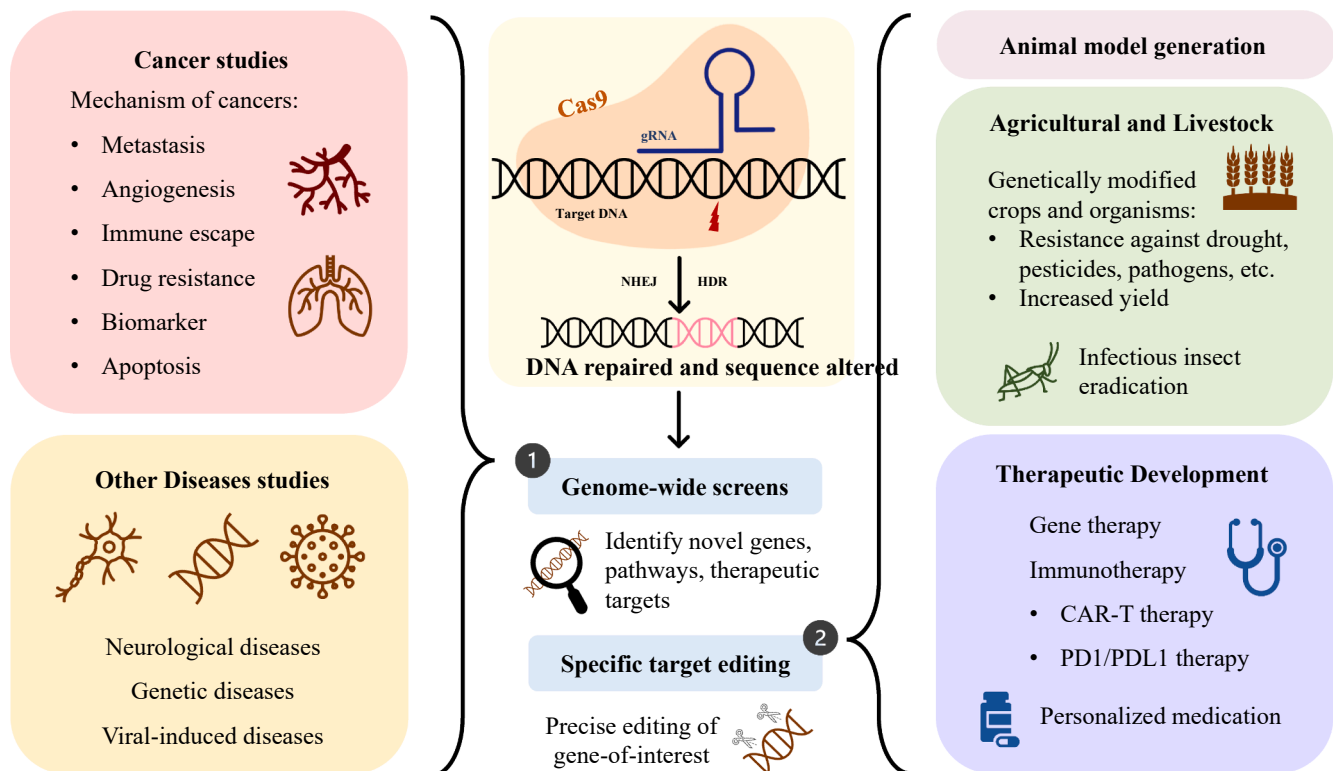 Cancer studies
Mechanism of cancers:
• Metastasis
• Angiogenesis
• Immune escape
• Drug resistance
• Biomarker
• Apoptosis
Other Diseases studies
Neurological diseases
Genetic diseases
Viral-induced diseases
Cas9
gRNA
Target DNA
NHEJ HDR
DNA repaired and sequence altered
1
Genome-wide screens
Identify novel genes,
pathways, therapeutic
targets
2
Specific target editing
Precise editing of
gene-of-interest
Animal model generation
Agricultural and Livestock
Genetically modified
crops and organisms:
• Resistance against drought,
pesticides, pathogens, etc.
• Increased yield
Infectious insect
eradication
Therapeutic Development
Gene therapy
Immunotherapy
• CAR-T therapy
• PD1/PDL1 therapy
Personalized medication